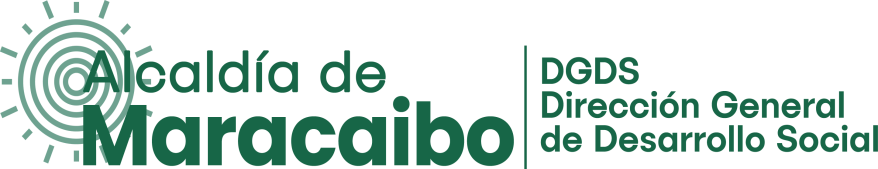 Alcaldía de
Maracaibo
DGDS
Dirección General
de Desarrollo Social